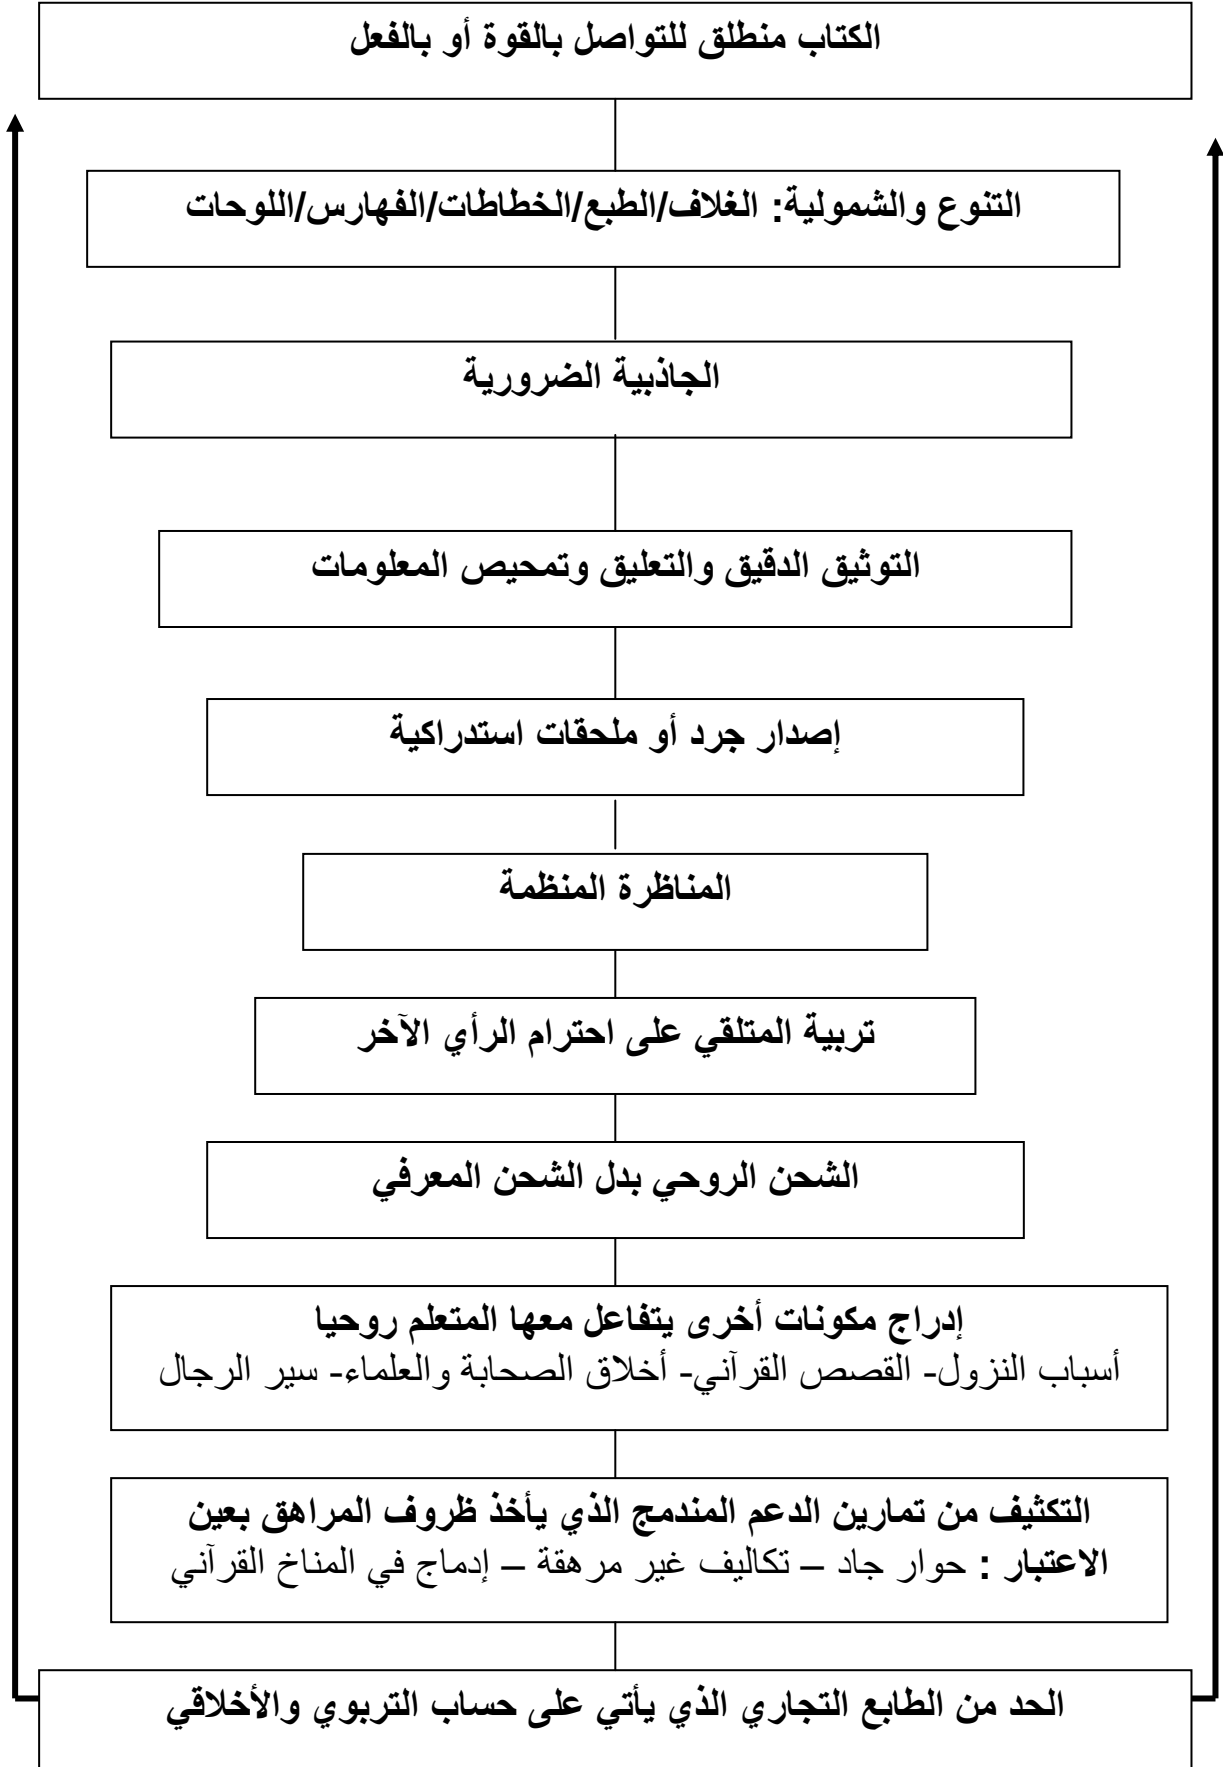 الكتاب منطلق للتواصل بالقوة أو بالفعل
التنوع والشمولية: الغلاف/الطبع/الخطاطات/الفهارس/اللوحات
الجاذبية الضرورية
التوثيق الدقيق والتعليق وتمحيص المعلومات
إصدار جرد أو ملحقات استدراكية
المناظرة المنظمة
تربية المتلقي على احترام الرأي الآخر
الشحن الروحي بدل الشحن المعرفي
إدراج مكونات أخرى يتفاعل معها المتعلم روحيا
أسباب النزول- القصص القرآني- أخلاق الصحابة والعلماء- سير الرجال
التكثيف من تمارين الدعم المندمج الذي يأخذ ظروف المراهق بعين
الاعتبار : حوار جاد – تكاليف غير مرهقة – إدماج في المناخ القرآني
الحد من الطابع التجاري الذي يأتي على حساب التربوي والأخلاقي